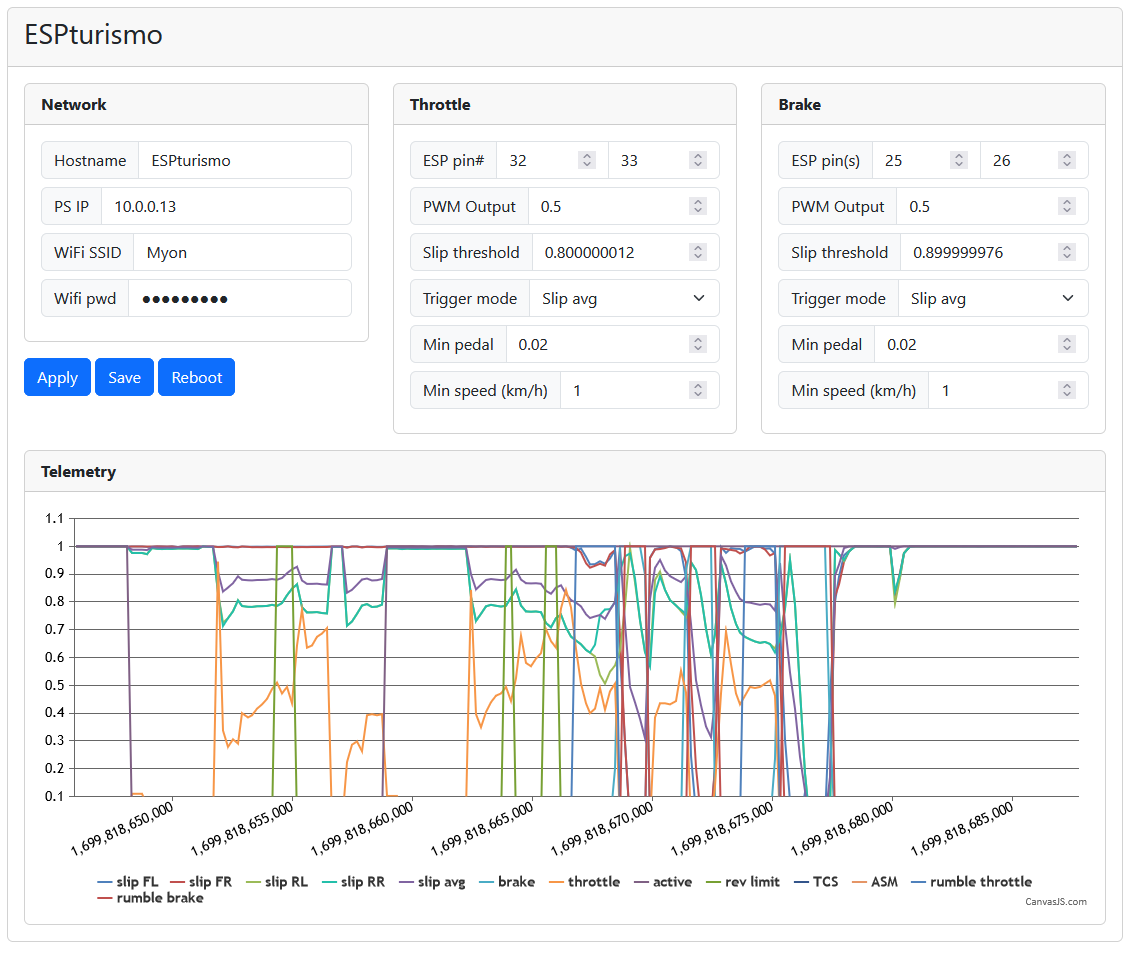 ESPturismo
Network
Hostname ESPturismo
PS IP 10.0.0.13
WiFi SSID Myon
Wifi pwd ●●●●●●●●●
Apply Save Reboot
Throttle
ESP pin# 32 33
PWM Output 0.5
Slip threshold 0.800000012
Trigger mode Slip avg
Min pedal 0.02
Min speed (km/h) 1
Brake
ESP pin(s) 25 26
PWM Output 0.5
Slip threshold 0.899999976
Trigger mode Slip avg
Min pedal 0.02
Min speed (km/h) 1
Telemetry
1.1
1
0.9
0.8
0.7
0.6
0.5
0.4
0.3
0.2
0.1
1,699,818,650,000 1,699,818,655,000 1,699,818,660,000 1,699,818,665,000 1,699,818,670,000 1,699,818,675,000 1,699,818,680,000 1,699,818,685,000
slip FL slip FR slip RL slip RR slip avg brake throttle active rev limit TCS ASM rumble throttle
rumble brake
CanvasJS.com